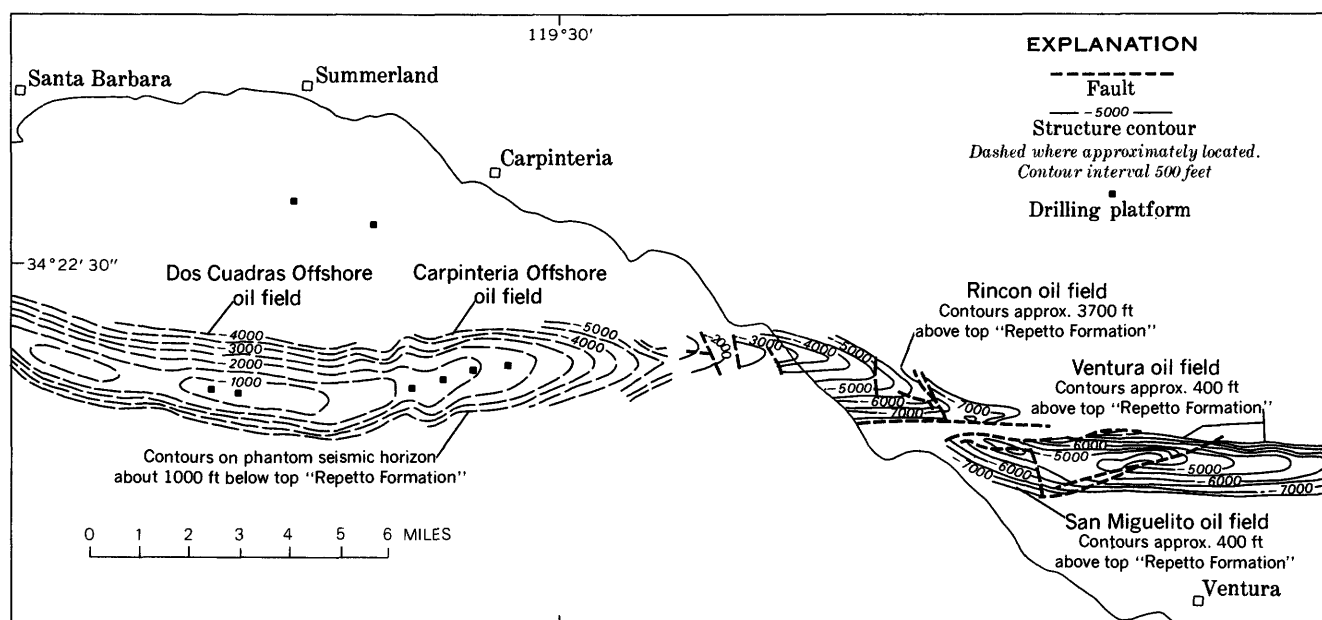 119°30′
EXPLANATION
Fault
-5000
Structure contour
Dashed where approximately located.
Contour interval 500 feet
Drilling platform
Santa Barbara
Summerland
Carpinteria
34°22′30″
Dos Cuadras Offshore
oil field
Carpinteria Offshore
oil field
Rincon oil field
Contours approx. 3700 ft
above top "Repetto Formation"
Ventura oil field
Contours approx. 400 ft
above top "Repetto Formation"
4000
-3000
-2000
1000
-5000
4000
-3000
4000
-5000
-5000
-6000
-7000
7000
-6000
-5000
6000
-7000
-5000
-6000
-7000
Contours on phantom seismic horizon
about 1000 ft below top "Repetto Formation"
San Miguelito oil field
Contours approx. 400 ft
above top "Repetto Formation"
0 1 2 3 4 5 6 MILES
Ventura